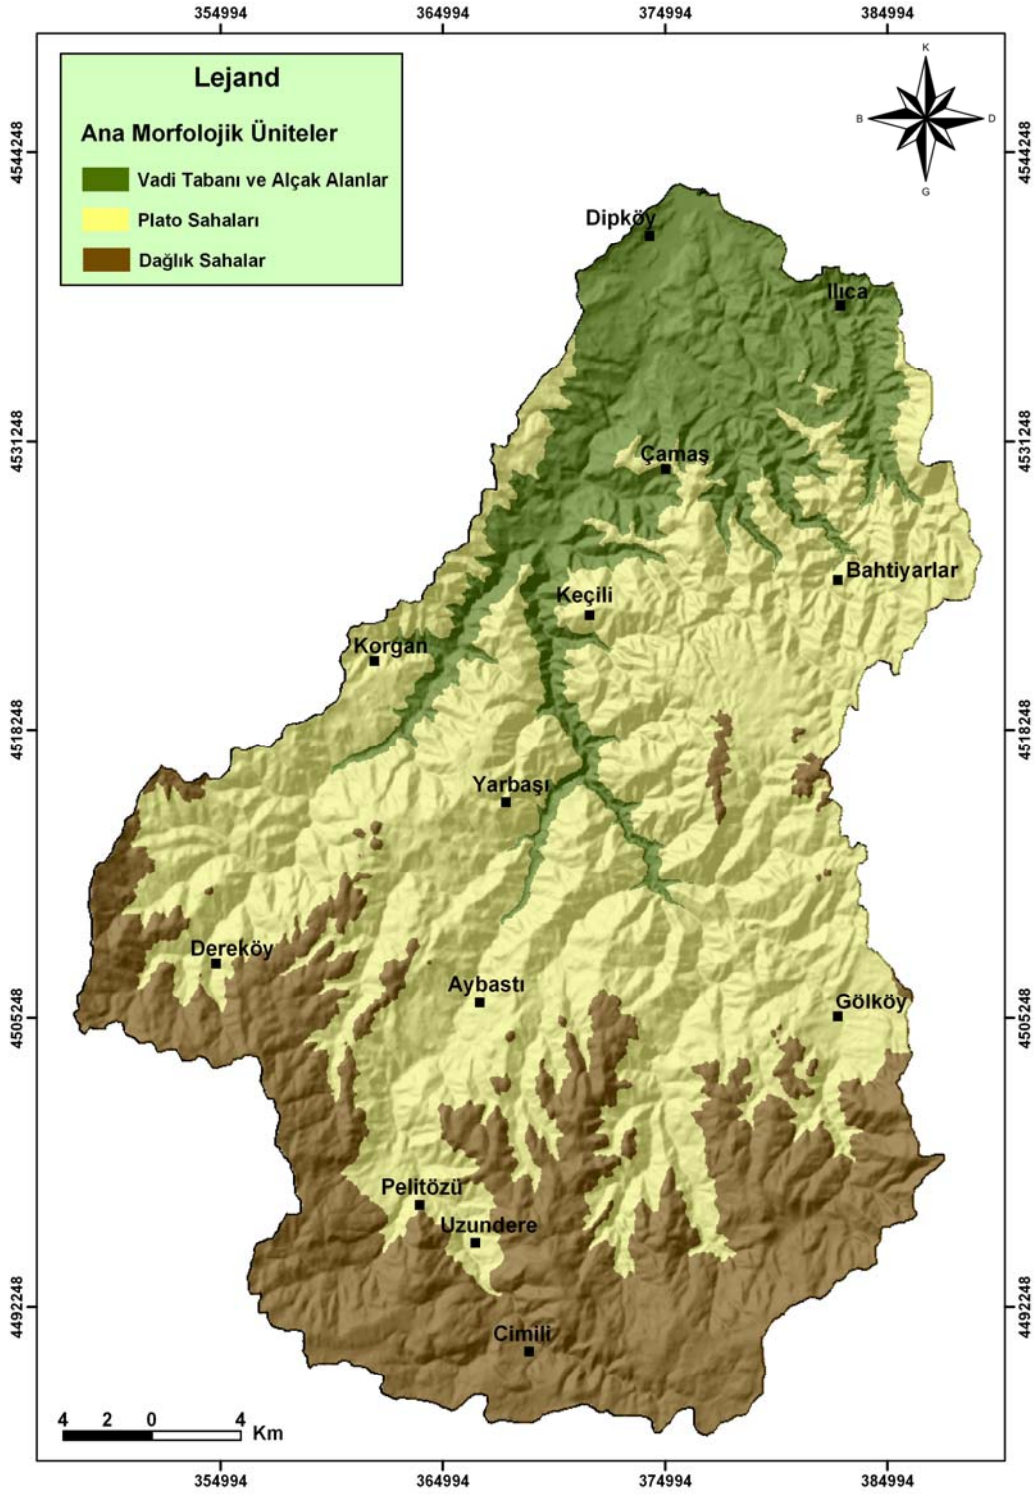 354994 364994 374994 384994
Lejand
Ana Morfolojik Üniteler
Vadi Tabanı ve Alçak Alanlar
Plato Sahaları
Dağlık Sahalar
K
B D
G
4544248 4544248
Dipköy
Ilıca
4531248 4531248
Çamaş
Bahtiyarlar
Keçili
Korgan
4518248 4518248
Yarbaşı
Dereköy
Aybastı
Gölköy
4505248 4505248
Pelitözü
Uzundere
4492248 4492248
Cimili
4 2 0 4
Km
354994 364994 374994 384994